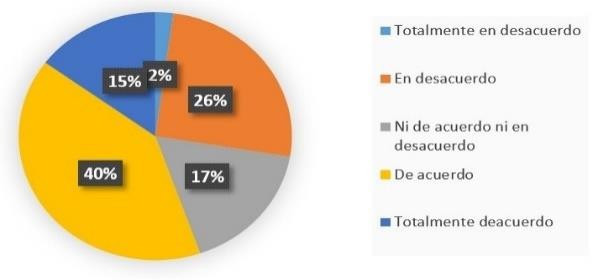 15%
2%
26%
17%
40%
Totalmente en desacuerdo
En desacuerdo
Ni de acuerdo ni en
desacuerdo
De acuerdo
Totalmente deacuerdo